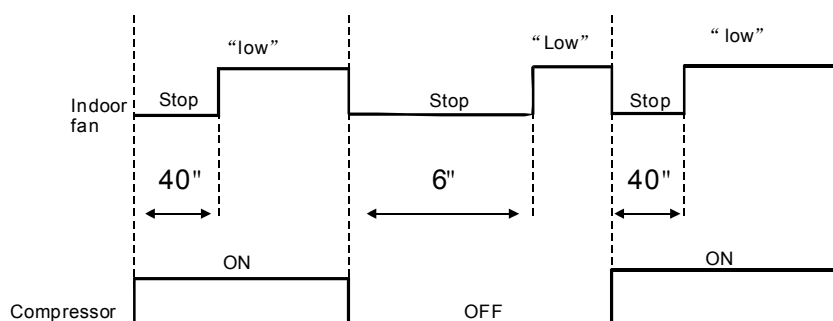 “low”
“Low”
“ low”
Indoor
fan
Stop
Stop
Stop
40"
6"
40"
ON
ON
Compressor
OFF